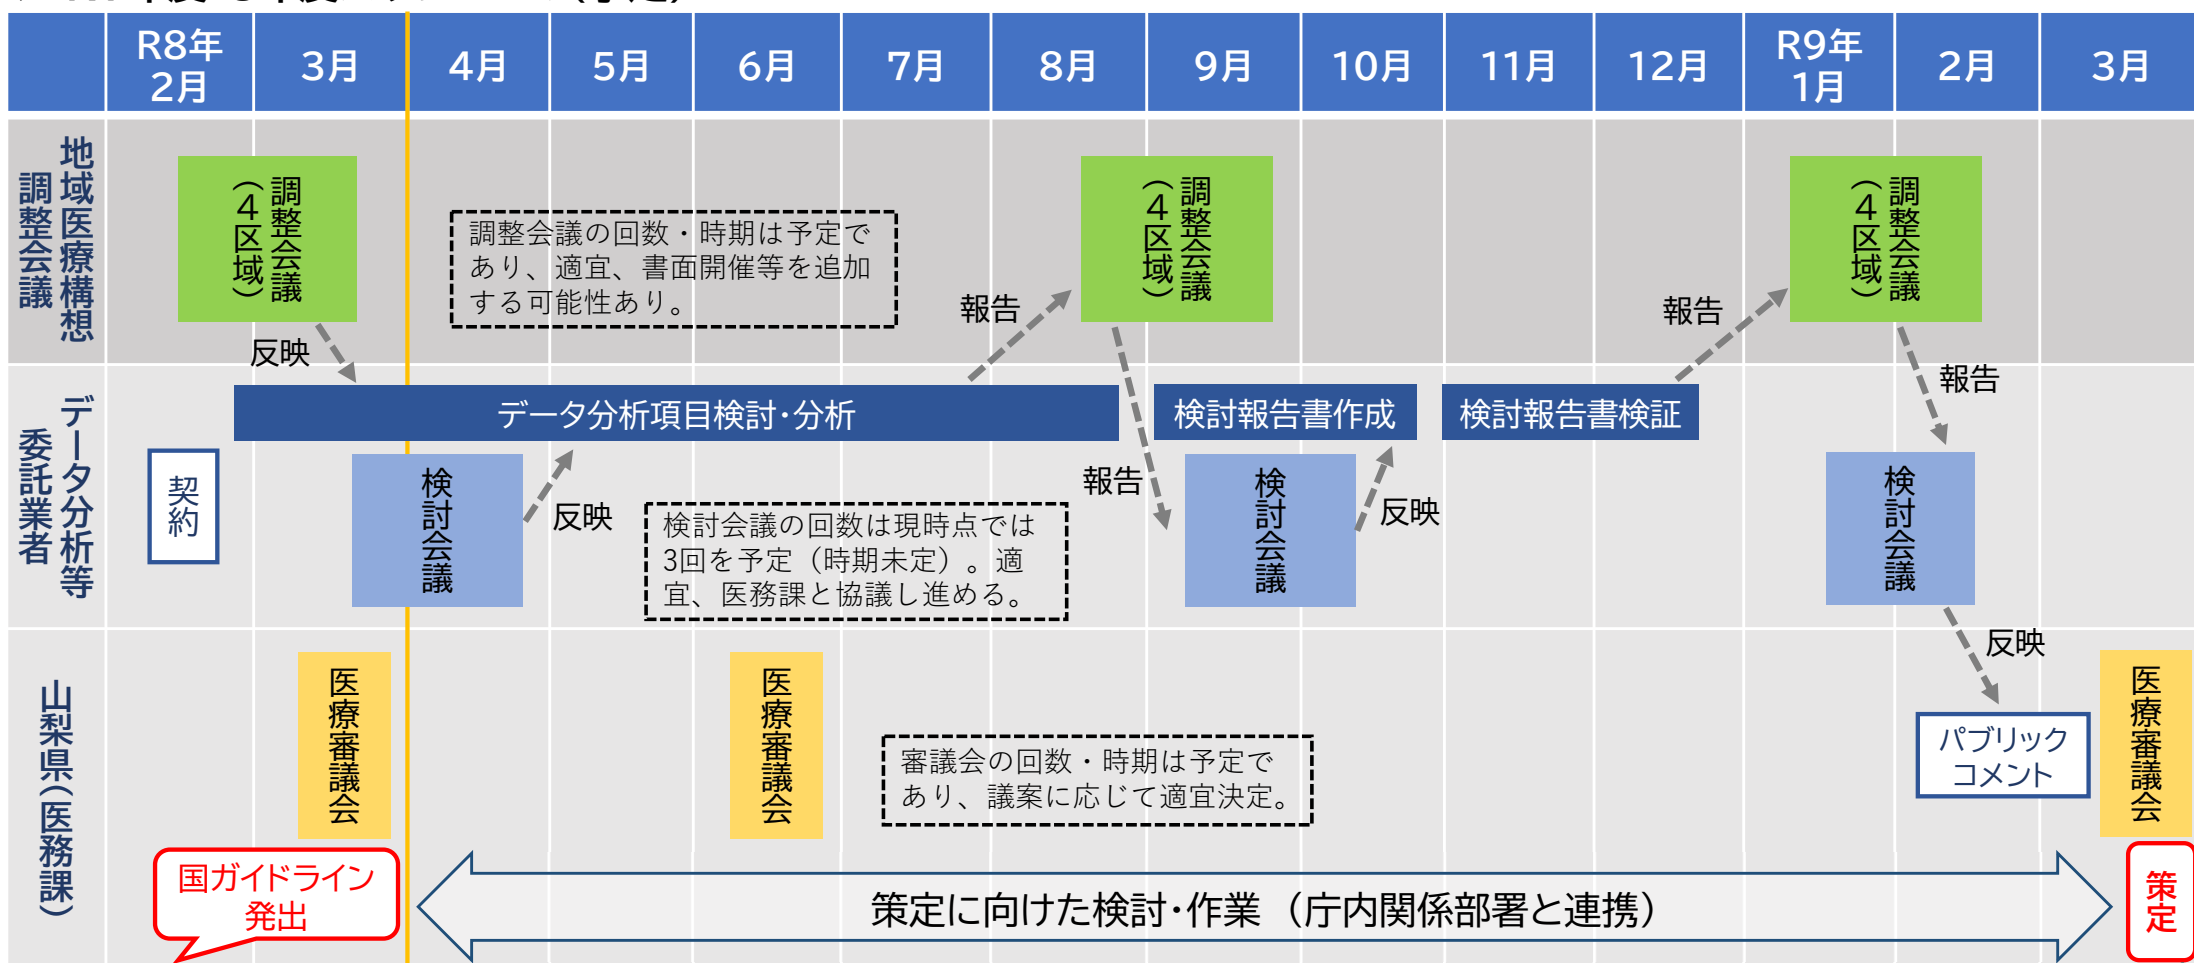 R8年
2月
3月
4月
5月
6月
7月
8月
9月
10月
11月
12月
R9年
1月
2月
3月
地域医療構想
調整会議
調整会議
（４区域）
調整会議の回数・時期は予定で
あり、適宜、書面開催等を追加
する可能性あり。
調整会議
（４区域）
調整会議
（４区域）
反映
報告
報告
報告
報告
データ分析等
委託業者
データ分析項目検討・分析
検討報告書作成
検討報告書検証
契約
検討会議
反映
検討会議の回数は現時点では
3回を予定（時期未定）。適
宜、医務課と協議し進める。
検討会議
反映
検討会議
反映
山梨県（医務課）
医療審議会
医療審議会
審議会の回数・時期は予定で
あり、議案に応じて適宜決定。
パブリック
コメント
医療審議会
国ガイドライン
発出
策定に向けた検討・作業（庁内関係部署と連携）
策定